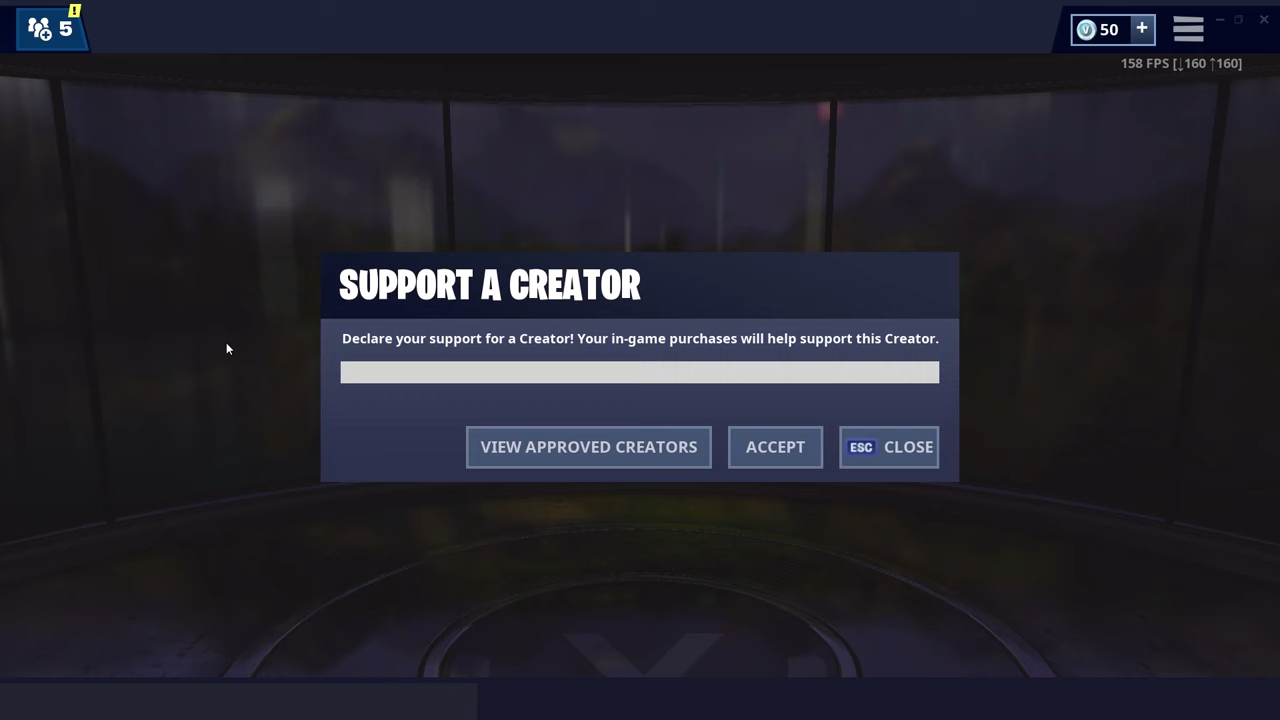 !
5
50 +
158 FPS [↓160 ↑160]
SUPPORT A CREATOR
Declare your support for a Creator! Your in-game purchases will help support this Creator.
VIEW APPROVED CREATORS
ACCEPT
ESC CLOSE